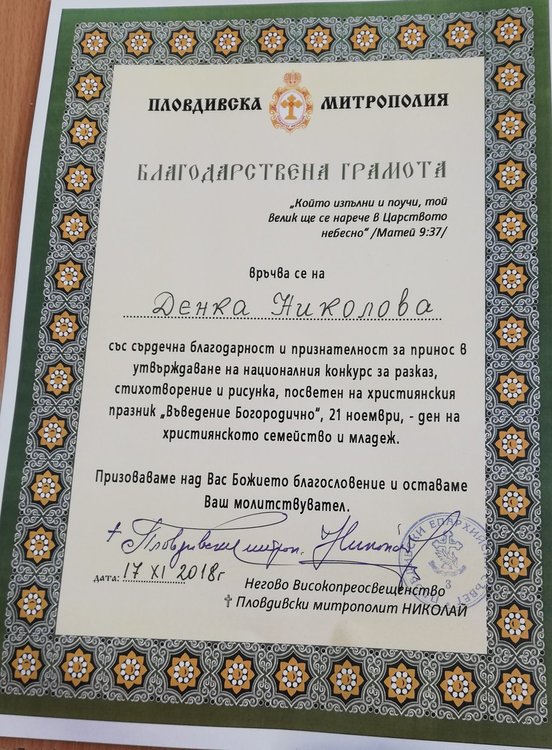 ПЛОВДИВСКА МИТРОПОЛИЯ
БЛАГОДАРСТВЕНА ГРАМОТА
„Който изпълни и поучи, той
велик ще се нарече в Царството
небесно“ /Матей 9:37/
връчва се на
Денка Николова
със сърдечна благодарност и признателност за принос в
утвърждаване на националния конкурс за разказ,
стихотворение и рисунка, посветен на християнския
празник „Въведение Богородично“, 21 ноември, - ден на
християнското семейство и младеж.
Призоваваме над Вас Божието благословение и оставаме
Ваш молитствувател.
† Пловдивски митроп. Николай
дата: 17 XI 2018г
Негово Високопреосвещенство
† Пловдивски митрополит НИКОЛАЙ